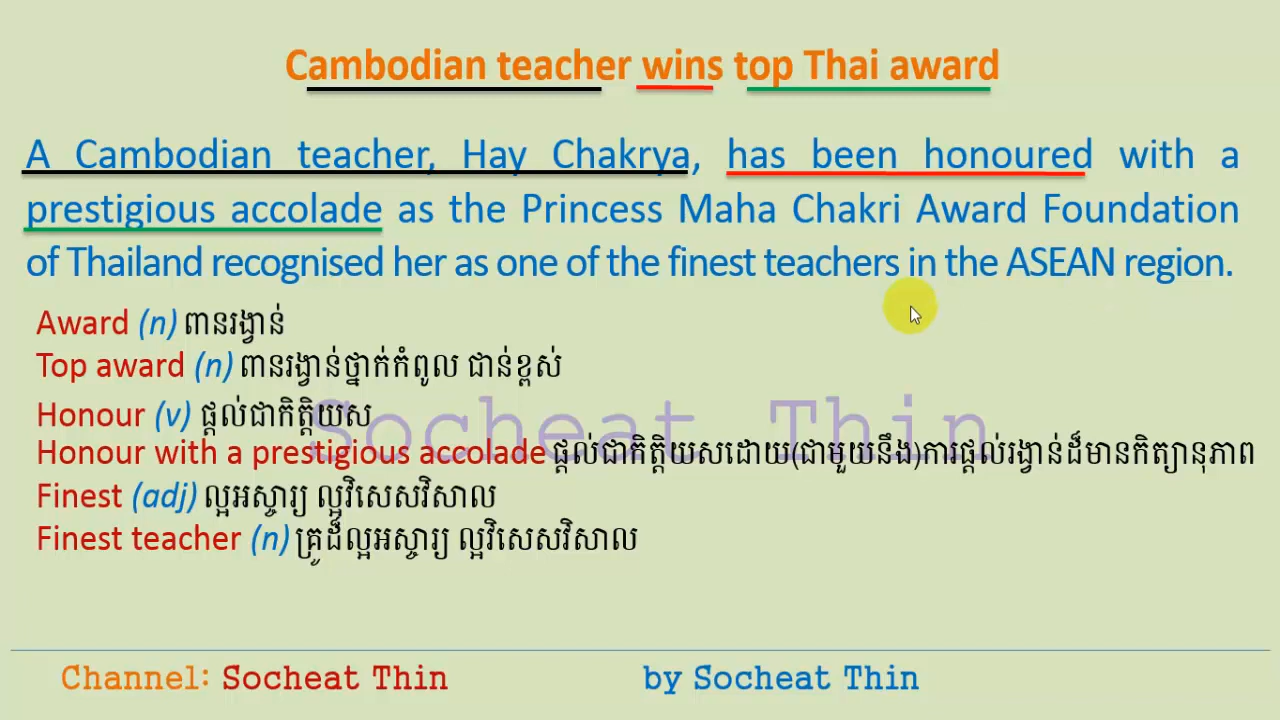 Cambodian teacher wins top Thai award
A Cambodian teacher, Hay Chakrya, has been honoured with a
prestigious accolade as the Princess Maha Chakri Award Foundation
of Thailand recognised her as one of the finest teachers in the ASEAN region.
Award (n) ពានរង្វាន់
Top award (n) ពានរង្វាន់ថ្នាក់កំពូល ជាន់ខ្ពស់
Honour (v) ផ្ដល់ជាកិត្តិយស
Socheat Thin
Honour with a prestigious accolade ផ្ដល់ជាកិត្តិយសដោយ(ជាមួយនឹង)ការផ្ដល់រង្វាន់ដ៏មានកិត្យានុភាព
Finest (adj) ល្អអស្ចារ្យ ល្អវិសេសវិសាល
Finest teacher (n) គ្រូដ៏ល្អអស្ចារ្យ ល្អវិសេសវិសាល
Channel: Socheat Thin by Socheat Thin